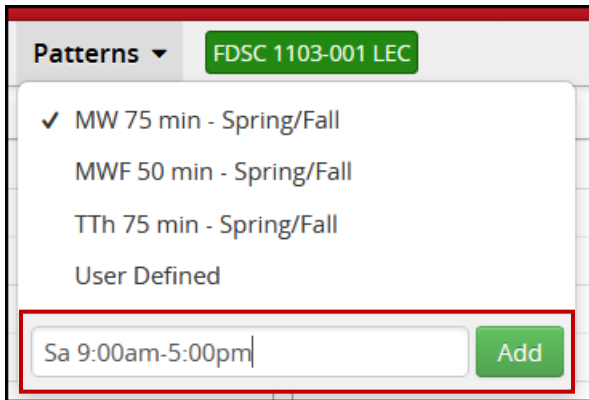 Patterns
FDSC 1103-001 LEC
MW 75 min - Spring/Fall
MWF 50 min - Spring/Fall
TTh 75 min - Spring/Fall
User Defined
Sa 9:00am-5:00pm
Add